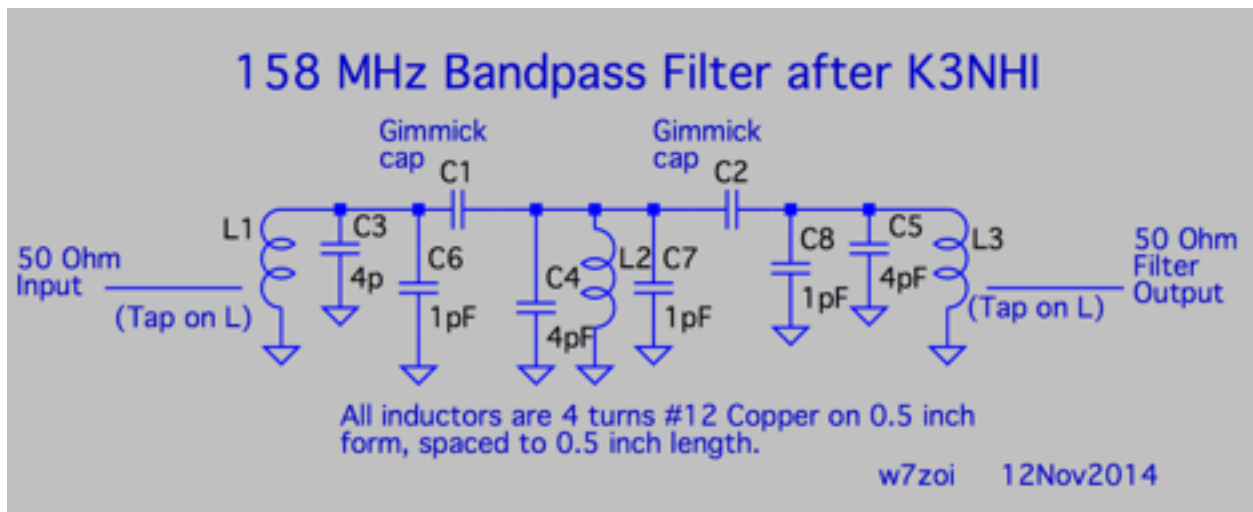 158 MHz Bandpass Filter after K3NHI
Gimmick
cap
C1
Gimmick
cap
C2
L1
C3
4p
C6
1pF
C4
4pF
L2
C7
1pF
C8
1pF
C5
4pF
L3
50 Ohm
Input
(Tap on L)
50 Ohm
Filter
Output
(Tap on L)
All inductors are 4 turns #12 Copper on 0.5 inch
form, spaced to 0.5 inch length.
w7zoi 12Nov2014